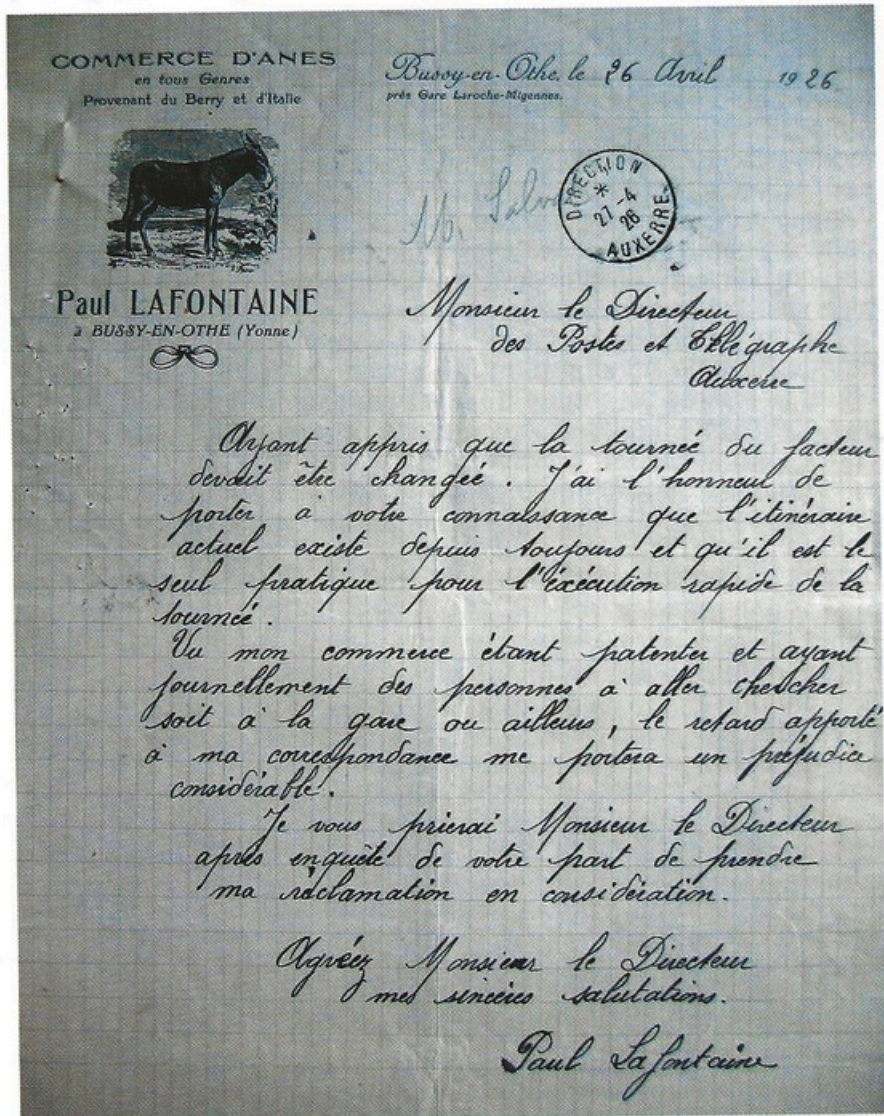 COMMERCE D'ANES
en tous Genres
Provenant du Berry et d'Italie
Bussy-en-Othe, le 26 Avril 1926
près Gare Laroche-Migennes.
Paul LAFONTAINE
à BUSSY-EN-OTHE (Yonne)
M.
DIRECTION
*
27-4
26
AUXERRE
Monsieur le Directeur
des Postes et Télégraphe
Auxerre
Ayant appris que la tournée du facteur
devait être changée. J'ai l'honneur de
porter à votre connaissance que l'itinéraire
actuel existe depuis toujours et qu'il est le
seul pratique pour l'éxécution rapide de la
tournée.
Vu mon commerce étant patenter et ayant
journellement des personnes à aller chercher
soit à la gare ou ailleurs, le retard apporté
à ma correspondance me portera un préjudice
considérable.
Je vous prierai Monsieur le Directeur
après enquète de votre part de prendre
ma réclamation en considération.
Agréez Monsieur le Directeur
mes sincères salutations.
Paul Lafontaine